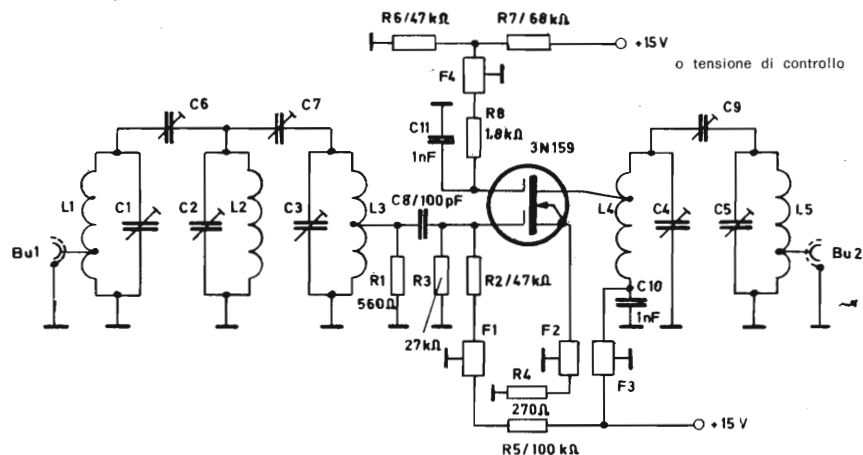 R6/47kΩ
R7/68kΩ
+15V
o tensione di controllo
F4
C6
C7
C9
R8
1,8kΩ
C11
1nF
3N159
L1
C1
C2
L2
C3
L3
C8/100pF
L4
C4
C5
L5
Bu1
Bu2
R1
560Ω
R3
27kΩ
R2/47kΩ
C10
1nF
F1
F2
F3
R4
270Ω
+15V
R5/100kΩ